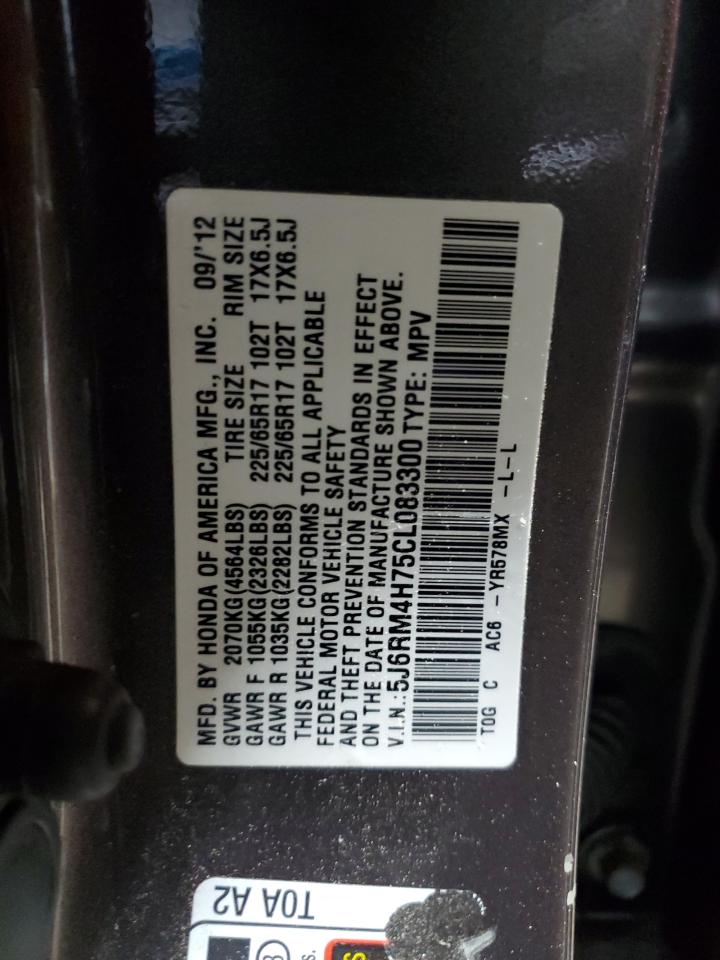 MFD. BY HONDA OF AMERICA MFG., INC. 09/'12
GVWR 2070KG(4564LBS) TIRE SIZE RIM SIZE
GAWR F 1055KG(2326LBS) 225/65R17 102T 17X6.5J
GAWR R 1035KG(2282LBS) 225/65R17 102T 17X6.5J
THIS VEHICLE CONFORMS TO ALL APPLICABLE
FEDERAL MOTOR VEHICLE SAFETY
AND THEFT PREVENTION STANDARDS IN EFFECT
ON THE DATE OF MANUFACTURE SHOWN ABOVE.
V.I.N.: 5J6RM4H75CL083300 TYPE: MPV
TOG C AC6 -YR578MX -L-L
T0A A2